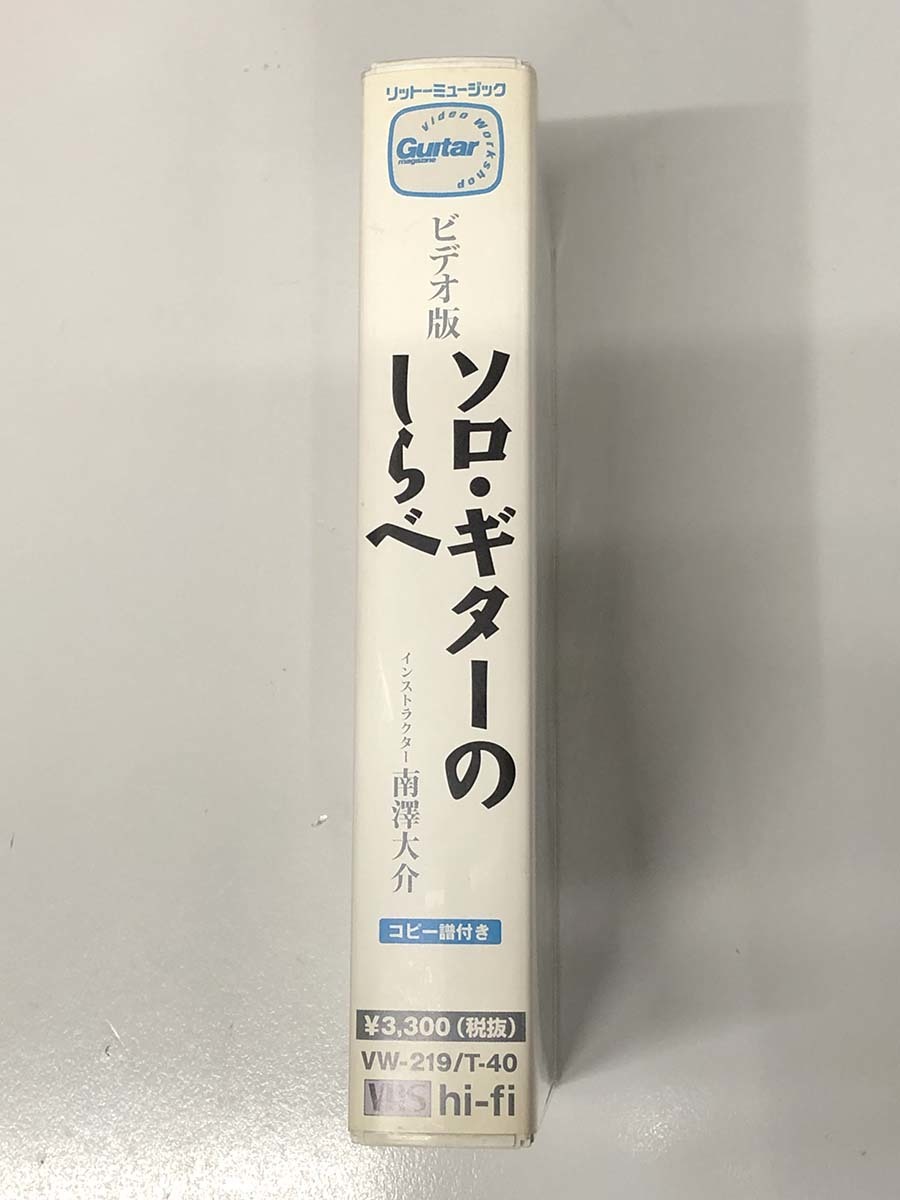 リットーミュージック
Video Workshop
Guitar
magazine
ビデオ版
ソロ・ギターの
しらべ
インストラクター 南澤大介
コピー譜付き
¥3,300(税抜)
VW-219/T-40
VHS hi-fi